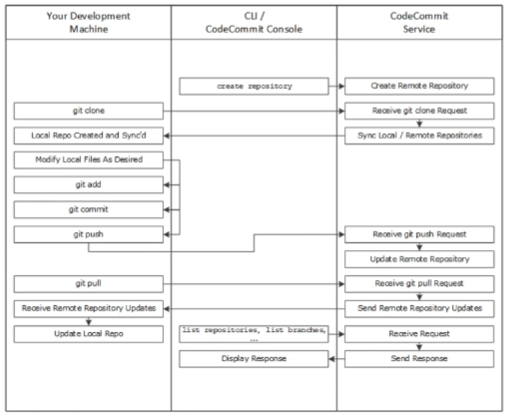 Your Development
Machine
CLI /
CodeCommit Console
CodeCommit
Service
create repository
Create Remote Repository
git clone
Receive git clone Request
Local Repo Created and Sync'd
Sync Local / Remote Repositories
Modify Local Files As Desired
git add
git commit
git push
Receive git push Request
Update Remote Repository
git pull
Receive git pull Request
Receive Remote Repository Updates
Send Remote Repository Updates
Update Local Repo
list repositories, list branches,
...
Receive Request
Display Response
Send Response